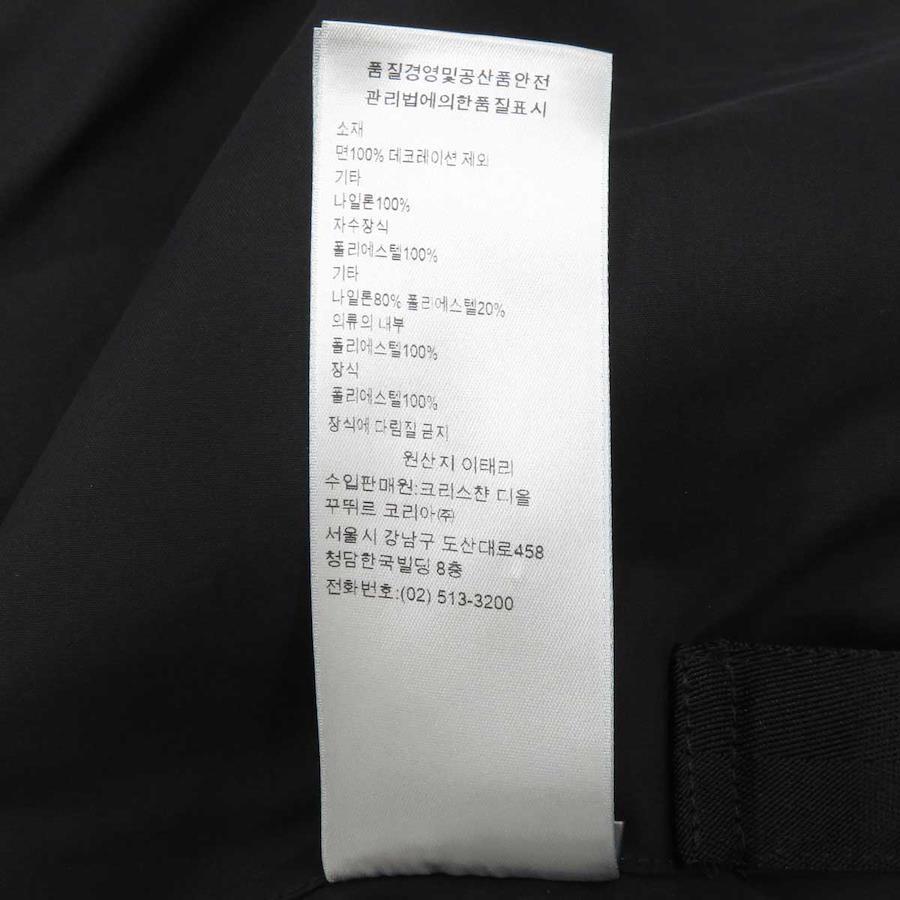 품질경영및공산품안전
관리법에의한품질표시
소재
면100% 데코레이션 제외
기타
나일론100%
자수장식
폴리에스텔100%
기타
나일론80% 폴리에스텔20%
의류의 내부
폴리에스텔100%
장식
폴리에스텔100%
장식에 다림질 금지
원산지 이태리
수입판매원:크리스챤 디올
꾸뛰르 코리아㈜
서울시 강남구 도산대로458
청담한국빌딩 8층
전화번호:(02) 513-3200